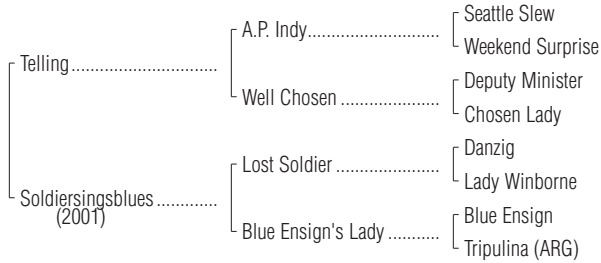 Seattle Slew
A.P. Indy
Weekend Surprise
Telling
Deputy Minister
Well Chosen
Chosen Lady
Danzig
Lost Soldier
Lady Winborne
Soldiersingsblues
(2001)
Blue Ensign
Blue Ensign's Lady
Tripulina (ARG)